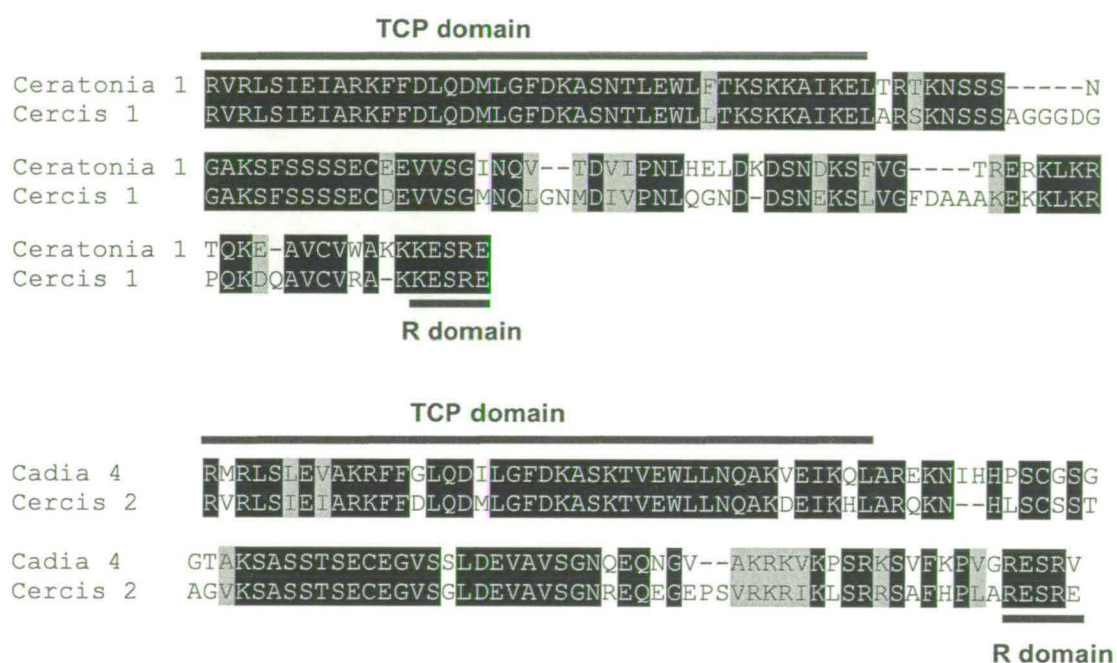 TCP domain
Ceratonia 1 RVRLSIEIARKFFDLQDMLGFDKASNTLEWLFTKSKKAIKELTRTKNSSS-----N
Cercis 1 RVRLSIEIARKFFDLQDMLGFDKASNTLEWLLTKSKKAIKELARSKNSSSAGGGDG
Ceratonia 1 GAKSFSSSSECEEVVSGINQV--TDVIPNLHELDKDSNDKSFVG----TRERKLKR
Cercis 1 GAKSFSSSSECDEVVSGMNQLGNMDIVPNLQGND-DSNEKSLVGFDAAAKEKKLKR
Ceratonia 1 TQKE-AVCVWAKKKESRE
Cercis 1 PQKDQAVCVRA-KKESRE
R domain
TCP domain
Cadia 4 RMRLSLEVAKRFFGLQDILGFDKASKTVEWLLNQAKVEIKQLAREKNIHHPSCGSG
Cercis 2 RVRLSIEIARKFFDLQDMLGFDKASKTVEWLLNQAKDEIKHLARQKN--HLSCSST
Cadia 4 GTAKSASSTSECEGVSSLDEVAVSGNQEQNGV--AKRKVKPSRKSVFKPVGRESRV
Cercis 2 AGVKSASSTSECEGVSGLDEVAVSGNREQEGEPSVRKRIKLSRRSAFHPLARESRE
R domain